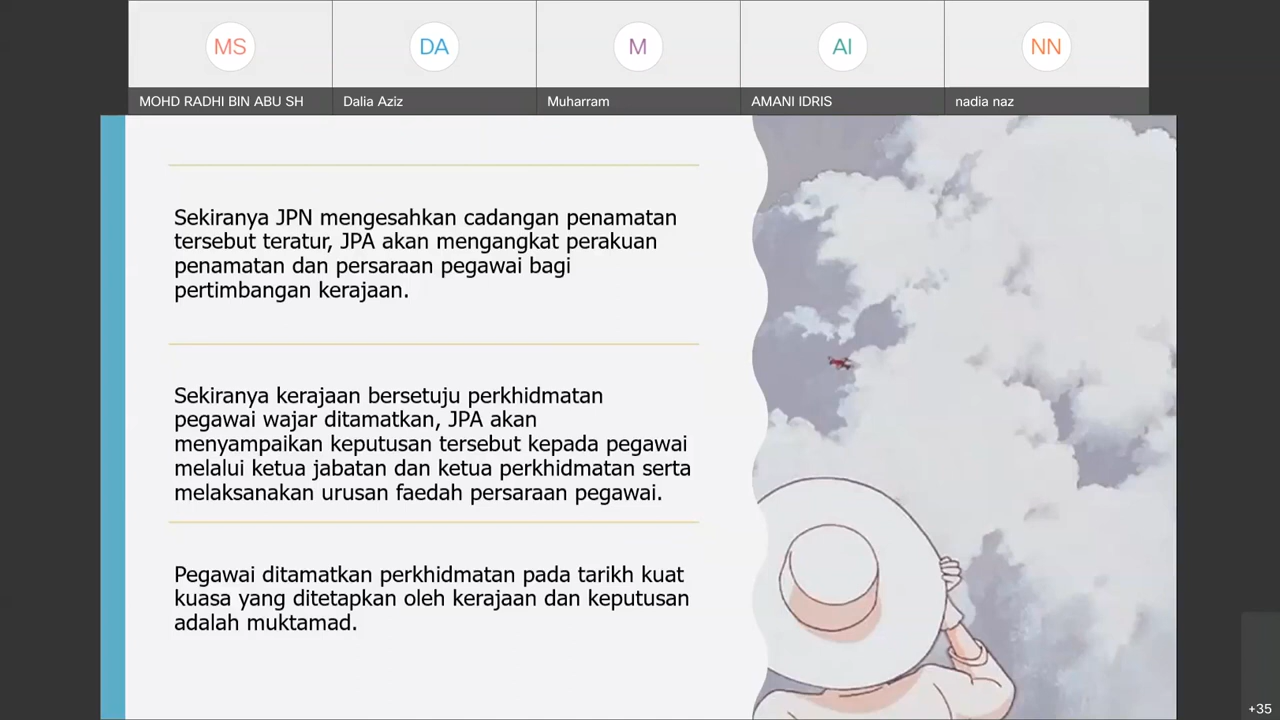 MS
DA
M
AI
NN
MOHD RADHI BIN ABU SH
Dalia Aziz
Muharram
AMANI IDRIS
nadia naz
Sekiranya JPN mengesahkan cadangan penamatan
tersebut teratur, JPA akan mengangkat perakuan
penamatan dan persaraan pegawai bagi
pertimbangan kerajaan.
Sekiranya kerajaan bersetuju perkhidmatan
pegawai wajar ditamatkan, JPA akan
menyampaikan keputusan tersebut kepada pegawai
melalui ketua jabatan dan ketua perkhidmatan serta
melaksanakan urusan faedah persaraan pegawai.
Pegawai ditamatkan perkhidmatan pada tarikh kuat
kuasa yang ditetapkan oleh kerajaan dan keputusan
adalah muktamad.
+35